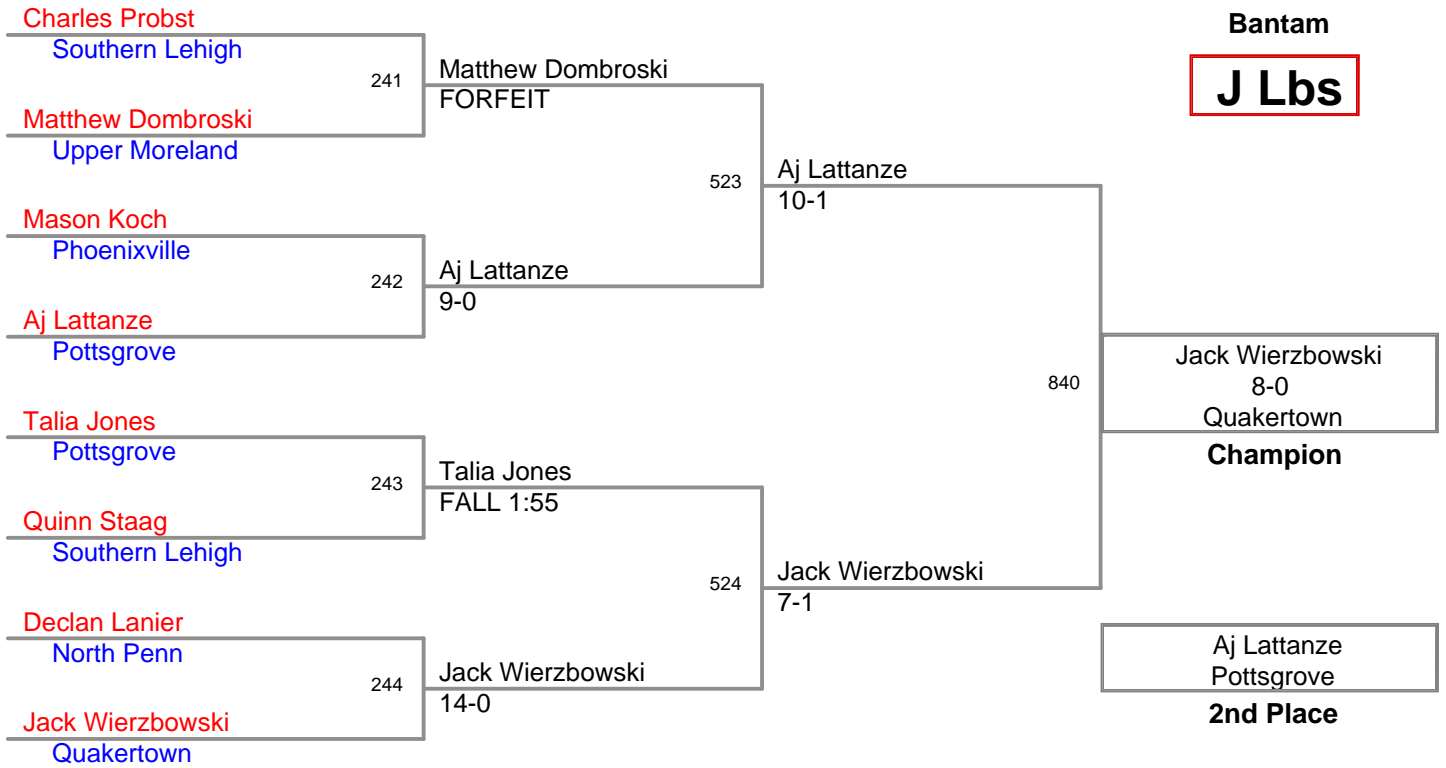 Charles Probst
Southern Lehigh
241
Matthew Dombroski
Upper Moreland
Matthew Dombroski
FORFEIT
Mason Koch
Phoenixville
242
Aj Lattanze
Pottsgrove
Aj Lattanze
9-0
523
Aj Lattanze
10-1
Talia Jones
Pottsgrove
243
Quinn Staag
Southern Lehigh
Talia Jones
FALL 1:55
Declan Lanier
North Penn
244
Jack Wierzbowski
Quakertown
Jack Wierzbowski
14-0
524
Jack Wierzbowski
7-1
840
Bantam
J Lbs
Jack Wierzbowski
8-0
Quakertown
Champion
Aj Lattanze
Pottsgrove
2nd Place